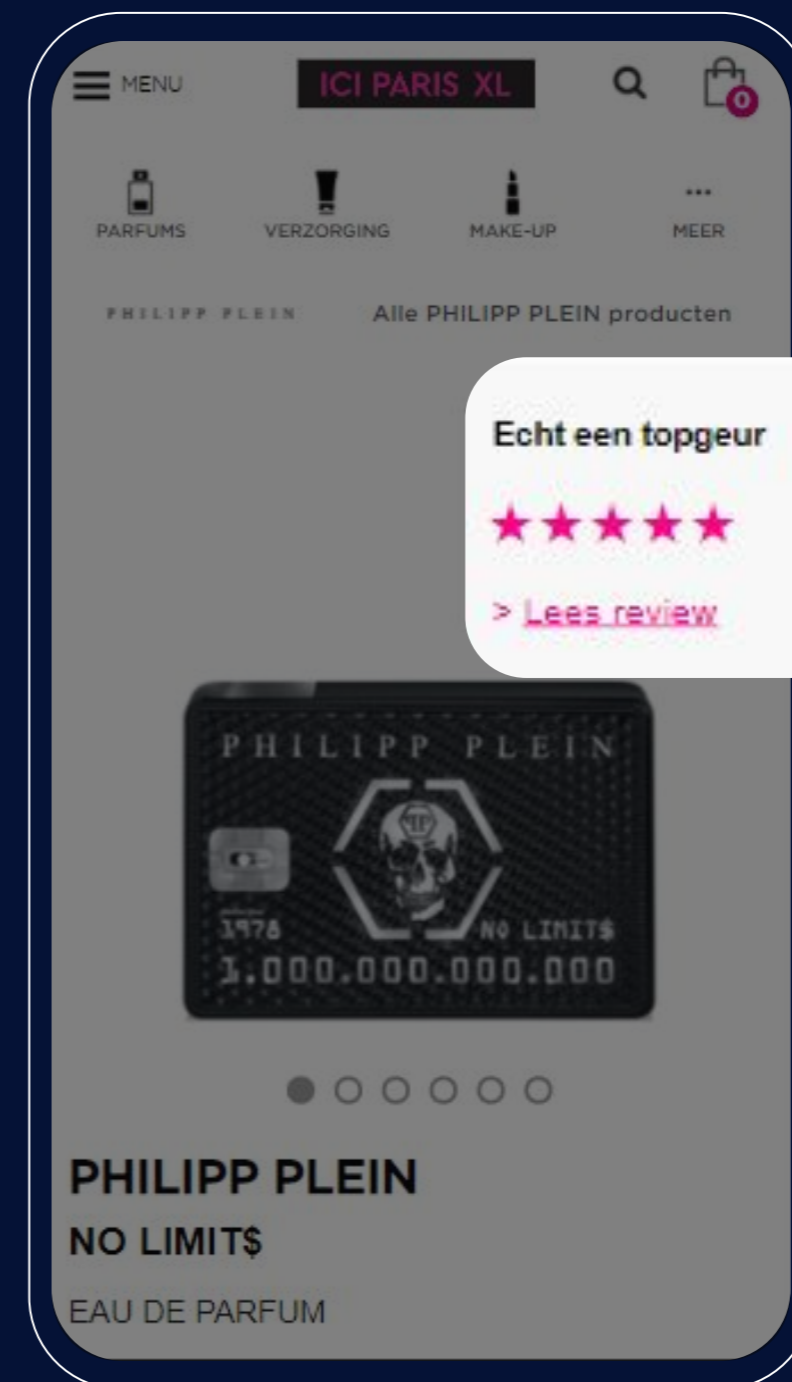 MENU
ICI PARIS XL
0
PARFUMS
VERZORGING
MAKE-UP
MEER
PHILIPP PLEIN
Alle PHILIPP PLEIN producten
Echt een topgeur
> Lees review
PHILIPP PLEIN
1978
NO LIMIT$
1.000.000.000.000
PHILIPP PLEIN
NO LIMIT$
EAU DE PARFUM